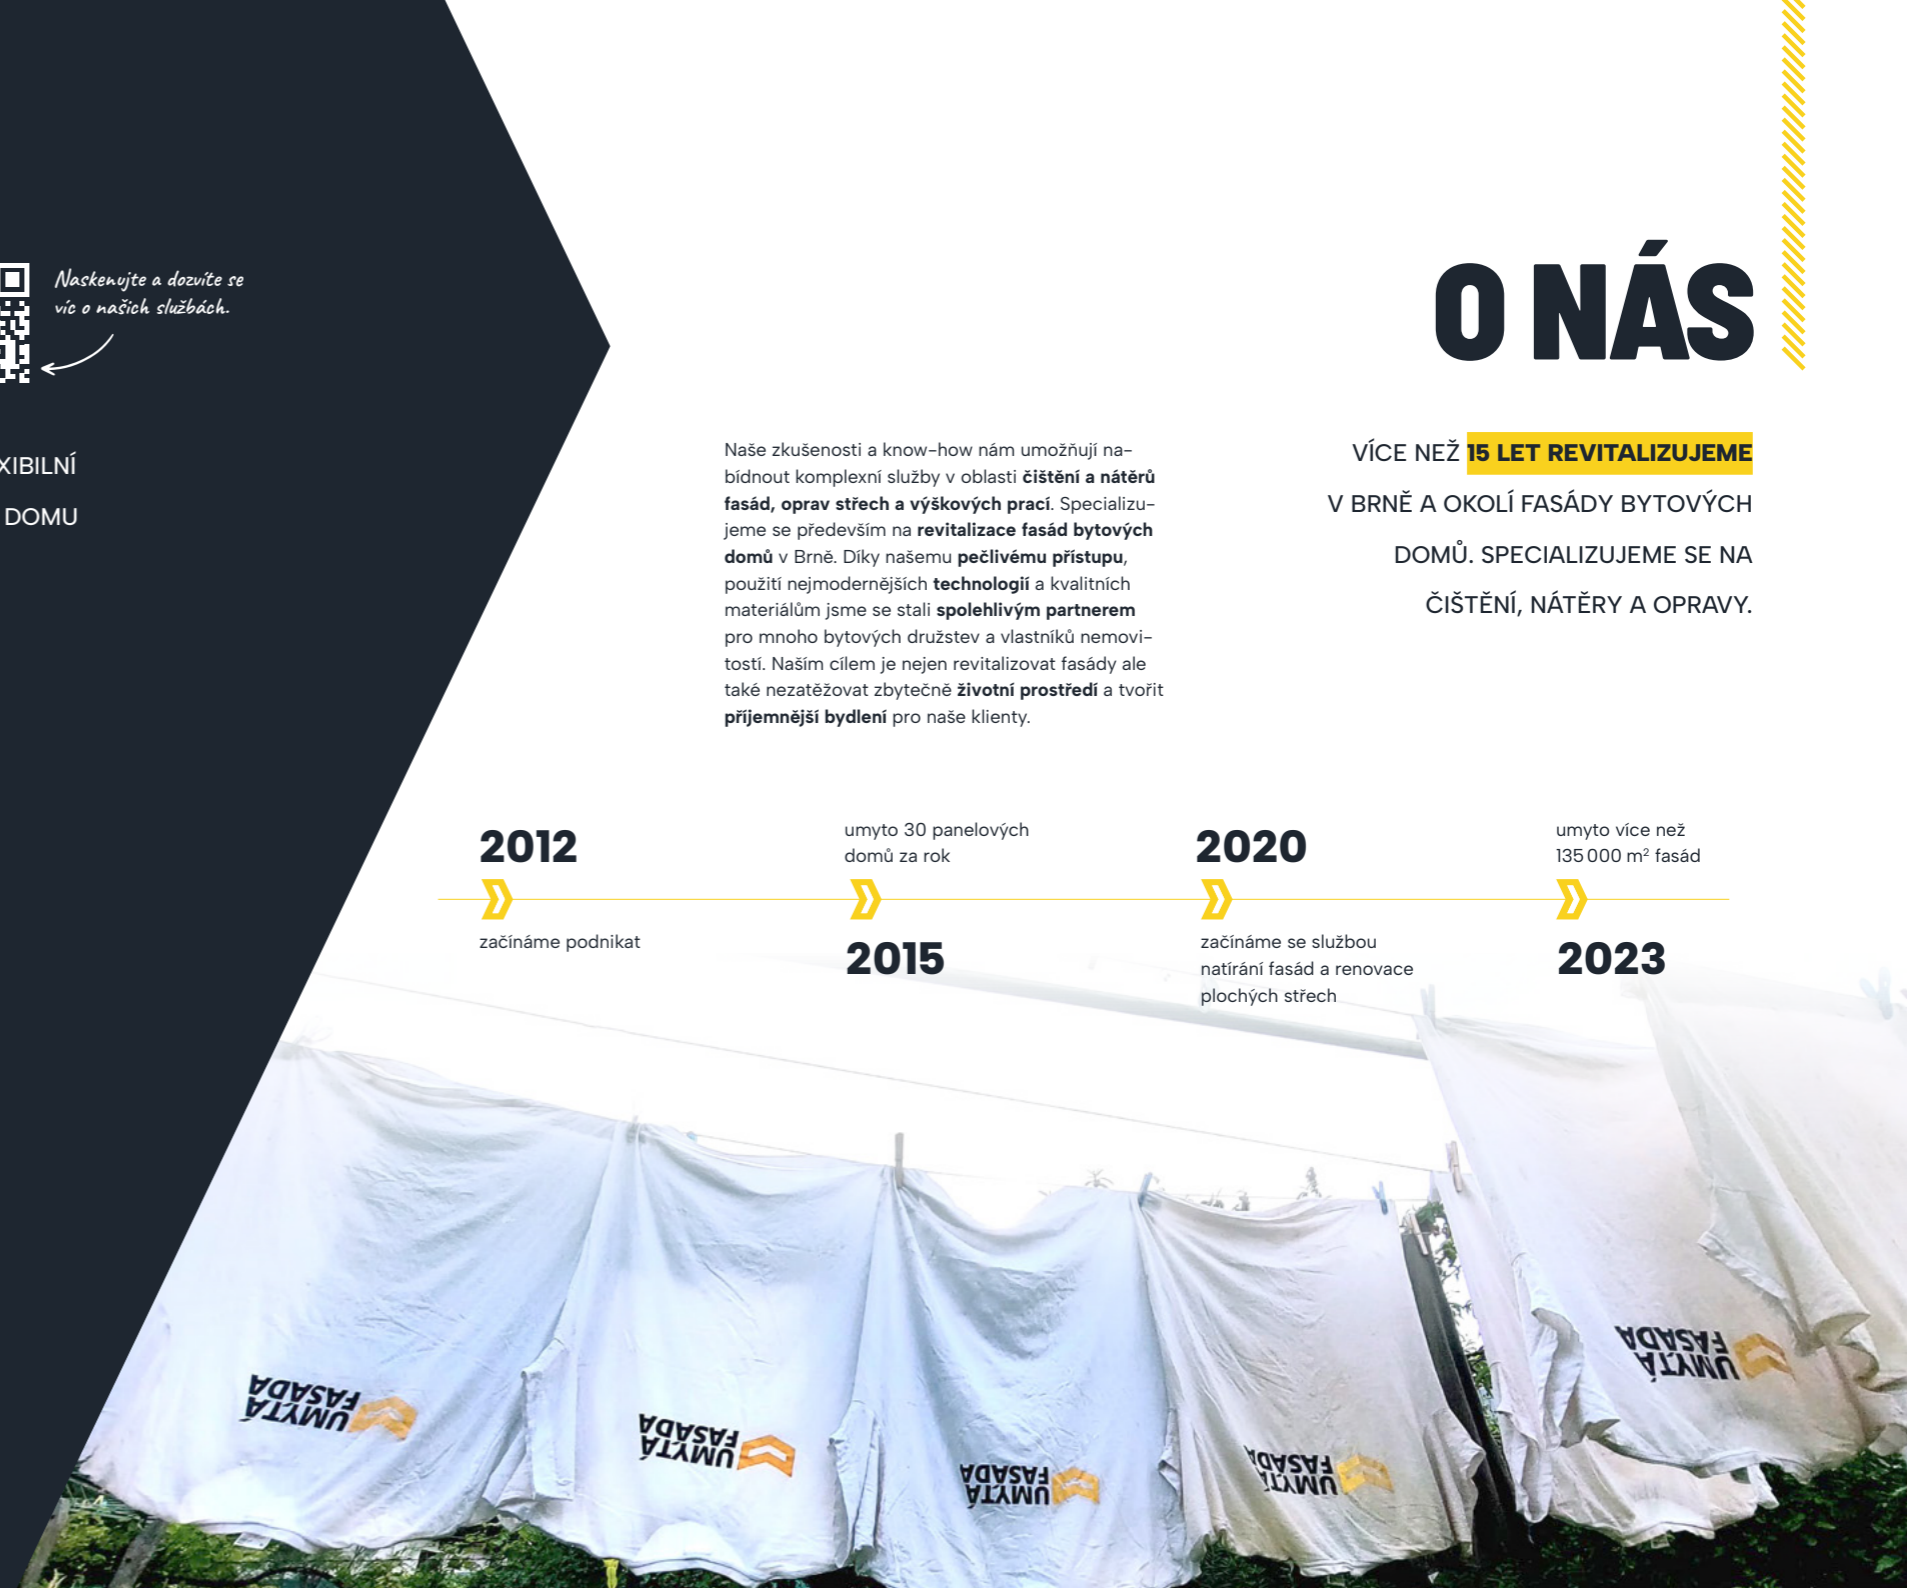 Naskenujte a dozvíte se
víc o našich službách.
XIBILNÍ
DOMU
O NÁS
VÍCE NEŽ 15 LET REVITALIZUJEME
V BRNĚ A OKOLÍ FASÁDY BYTOVÝCH
DOMŮ. SPECIALIZUJEME SE NA
ČIŠTĚNÍ, NÁTĚRY A OPRAVY.
Naše zkušenosti a know-how nám umožňují na-
bídnout komplexní služby v oblasti čištění a nátěrů
fasád, oprav střech a výškových prací. Specializu-
jeme se především na revitalizace fasád bytových
domů v Brně. Díky našemu pečlivému přístupu,
použití nejmodernějších technologií a kvalitních
materiálům jsme se stali spolehlivým partnerem
pro mnoho bytových družstev a vlastníků nemovi-
tostí. Naším cílem je nejen revitalizovat fasády ale
také nezatěžovat zbytečně životní prostředí a tvořit
příjemnější bydlení pro naše klienty.
2012
začínáme podnikat
umyto 30 panelových
domů za rok
2015
2020
začínáme se službou
natírání fasád a renovace
plochých střech
umyto více než
135 000 m² fasád
2023
UMYTÁ
FASÁDA
UMYTÁ
FASÁDA
UMYTÁ
FASÁDA
UMYTÁ
FASÁDA
UMYTÁ
FASÁDA